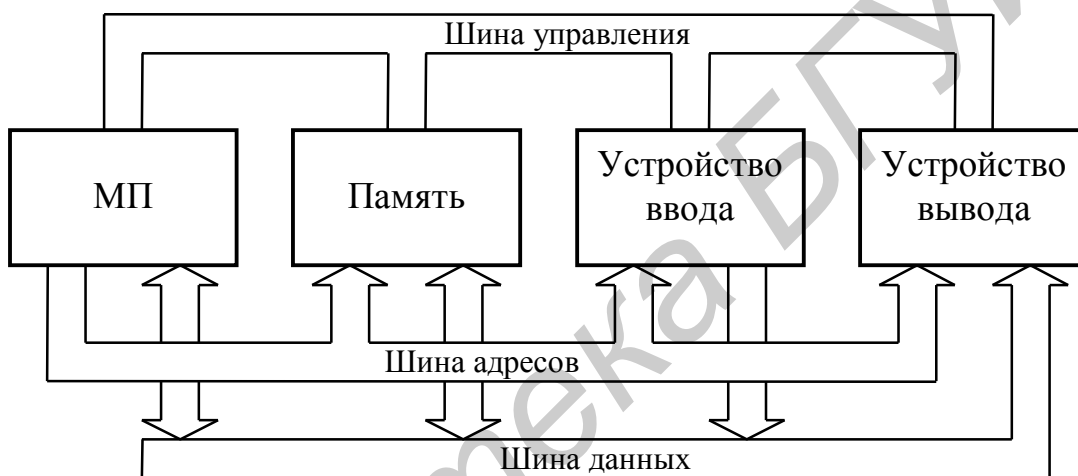 Шина управления
МП
Память
Устройство
ввода
Устройство
вывода
Шина адресов
Шина данных